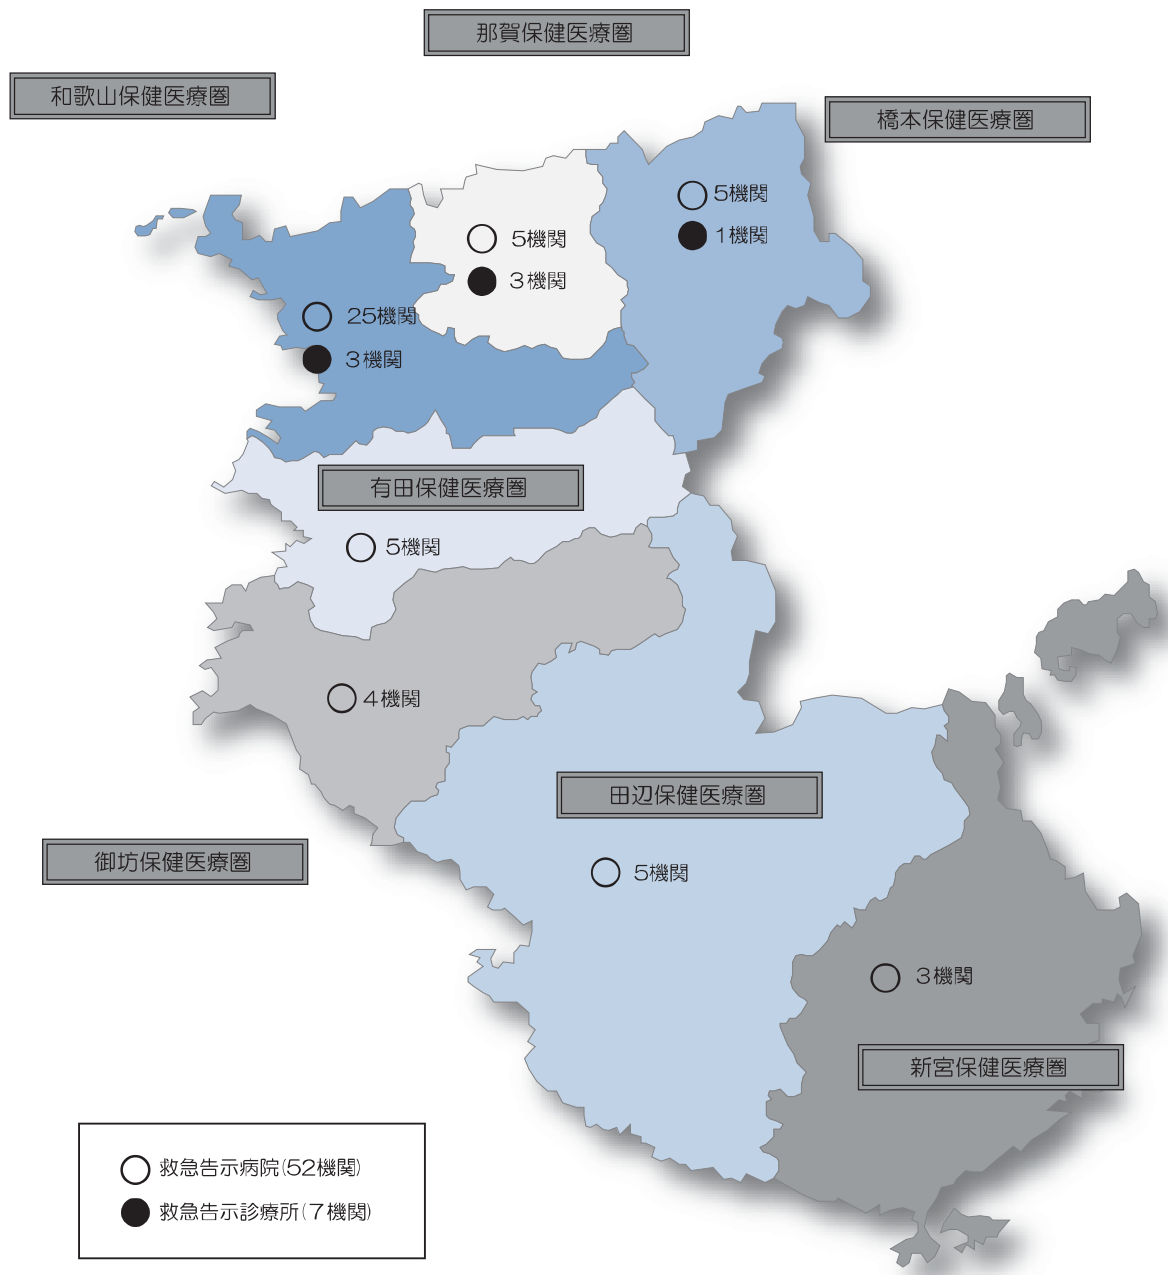 那賀保健医療圏
和歌山保健医療圏
橋本保健医療圏
5機関
1機関
5機関
3機関
25機関
3機関
有田保健医療圏
5機関
4機関
田辺保健医療圏
御坊保健医療圏
5機関
3機関
新宮保健医療圏
救急告示病院(52機関)
救急告示診療所(7機関)